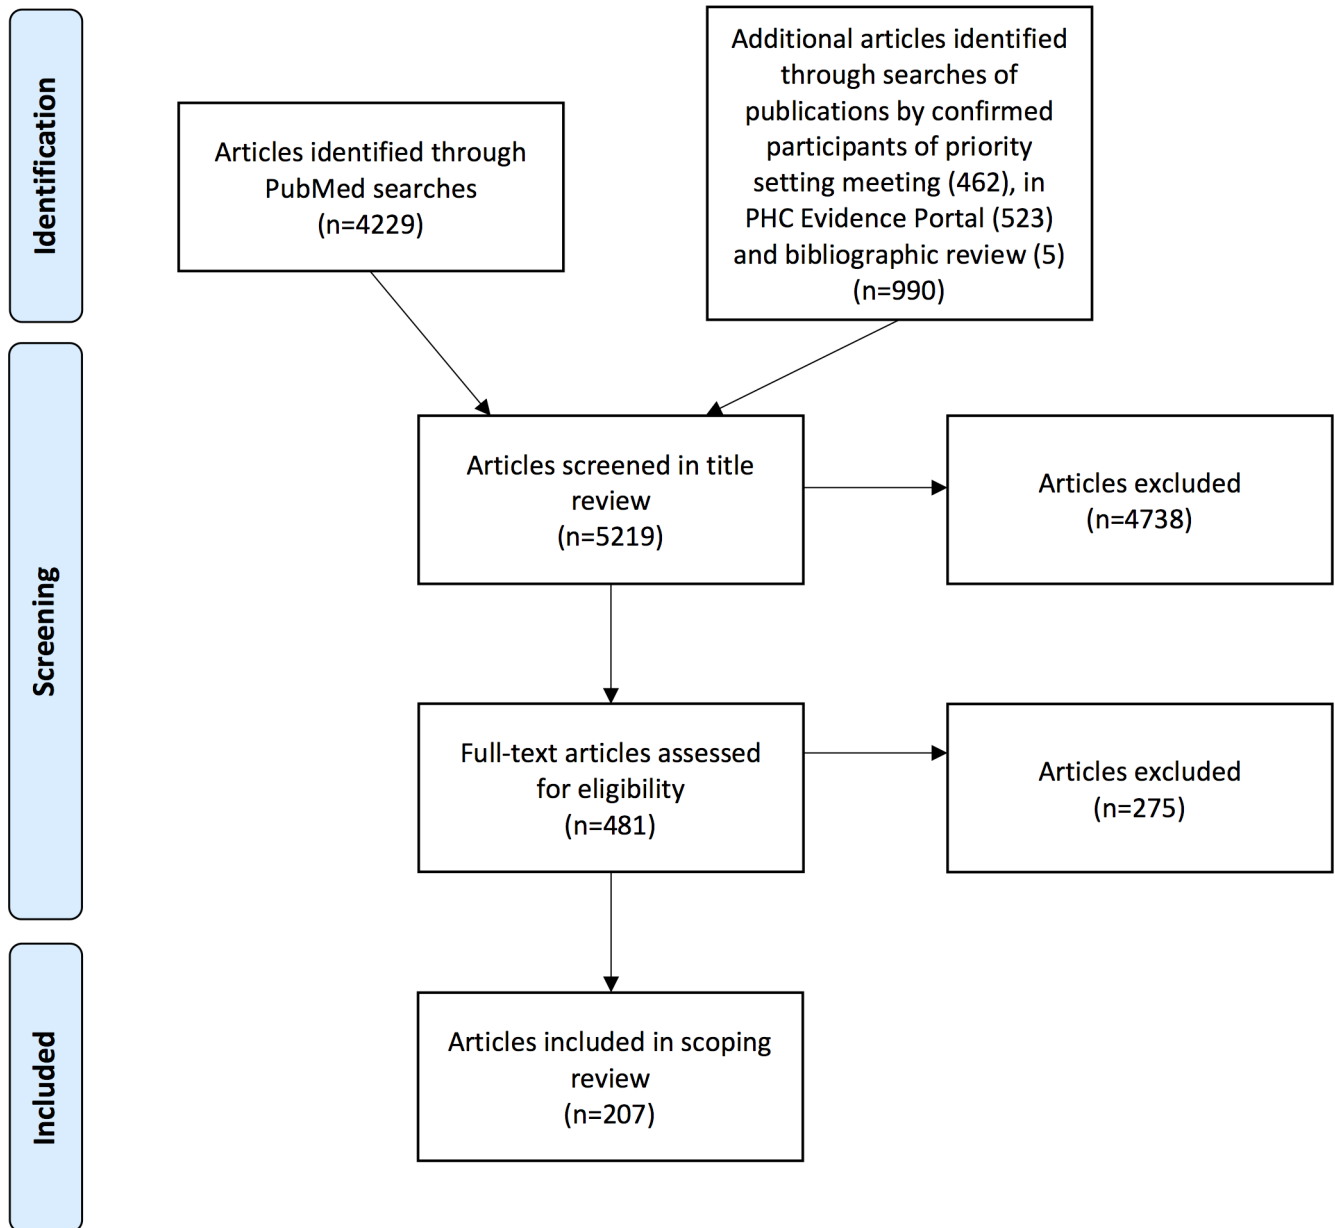 Identification
Articles identified through
PubMed searches
(n=4229)
Additional articles identified
through searches of
publications by confirmed
participants of priority
setting meeting (462), in
PHC Evidence Portal (523)
and bibliographic review (5)
(n=990)
Screening
Articles screened in title
review
(n=5219)
Articles excluded
(n=4738)
Full-text articles assessed
for eligibility
(n=481)
Articles excluded
(n=275)
Included
Articles included in scoping
review
(n=207)